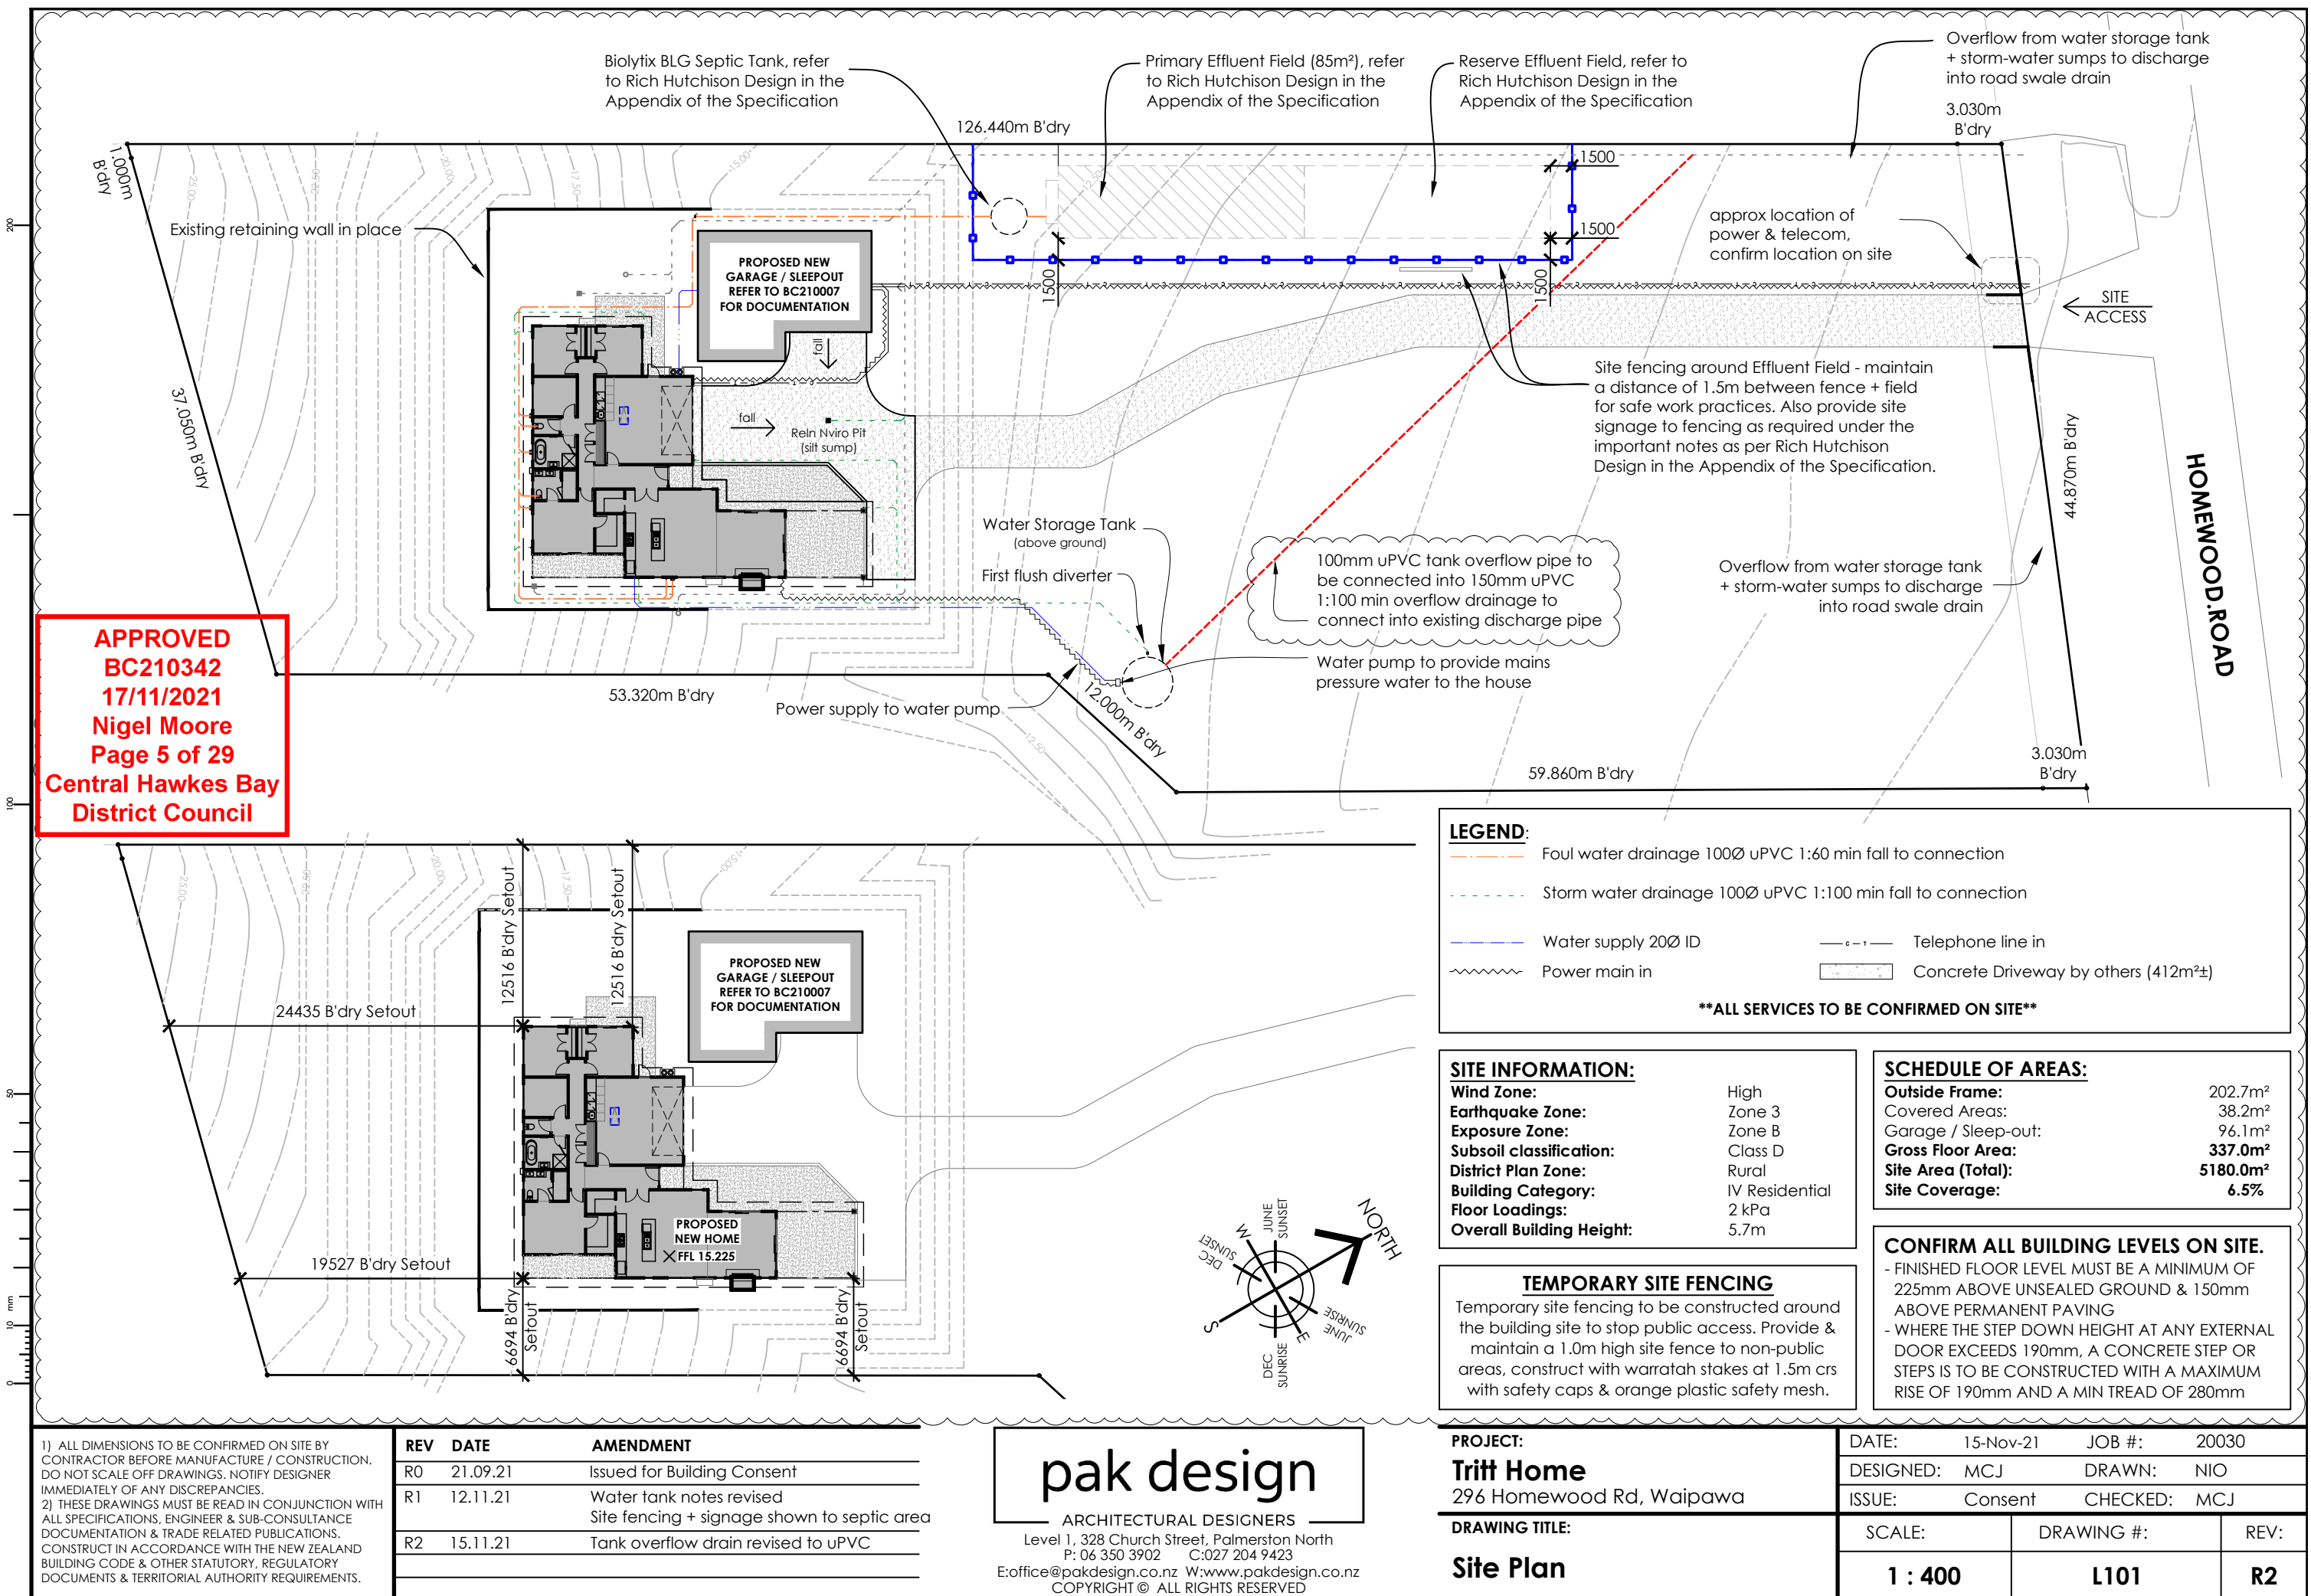 Biolytix BLG Septic Tank, refer
to Rich Hutchison Design in the
Appendix of the Specification
Primary Effluent Field (85m²), refer
to Rich Hutchison Design in the
Appendix of the Specification
Reserve Effluent Field, refer to
Rich Hutchison Design in the
Appendix of the Specification
Overflow from water storage tank
+ storm-water sumps to discharge
into road swale drain
3.030m
B'dry
126.440m B'dry
1.000m
B'dry
25.00
20.00
17.50
15.00
12.50
1500
1500
1500
1500
200
Existing retaining wall in place
approx location of
power & telecom,
confirm location on site
PROPOSED NEW
GARAGE / SLEEPOUT
REFER TO BC210007
FOR DOCUMENTATION
SITE
ACCESS
fall
fall
Reln Nviro Pit
(silt sump)
Site fencing around Effluent Field - maintain
a distance of 1.5m between fence + field
for safe work practices. Also provide site
signage to fencing as required under the
important notes as per Rich Hutchison
Design in the Appendix of the Specification.
37.050m B'dry
44.870m B'dry
HOMEWOOD.ROAD
Water Storage Tank
(above ground)
First flush diverter
100mm uPVC tank overflow pipe to
be connected into 150mm uPVC
1:100 min overflow drainage to
connect into existing discharge pipe
Overflow from water storage tank
+ storm-water sumps to discharge
into road swale drain
Water pump to provide mains
pressure water to the house
53.320m B'dry
Power supply to water pump
12.000m B'dry
12.50
59.860m B'dry
3.030m
B'dry
APPROVED
BC210342
17/11/2021
Nigel Moore
Page 5 of 29
Central Hawkes Bay
District Council
100
50
10 mm
0
LEGEND:
Foul water drainage 100Ø uPVC 1:60 min fall to connection
Storm water drainage 100Ø uPVC 1:100 min fall to connection
Water supply 20Ø ID
C T
Telephone line in
Power main in
Concrete Driveway by others (412m²±)
**ALL SERVICES TO BE CONFIRMED ON SITE**
25.00
20.00
17.50
15.00
12516 B'dry Setout
12516 B'dry Setout
24435 B'dry Setout
PROPOSED NEW
GARAGE / SLEEPOUT
REFER TO BC210007
FOR DOCUMENTATION
PROPOSED
NEW HOME
FFL 15.225
19527 B'dry Setout
6694 B'dry
Setout
6694 B'dry
Setout
NORTH
W
JUNE
SUNSET
DEC
SUNSET
S
E
JUNE
SUNRISE
DEC
SUNRISE
SITE INFORMATION:
Wind Zone: High
Earthquake Zone: Zone 3
Exposure Zone: Zone B
Subsoil classification: Class D
District Plan Zone: Rural
Building Category: IV Residential
Floor Loadings: 2 kPa
Overall Building Height: 5.7m
SCHEDULE OF AREAS:
Outside Frame: 202.7m²
Covered Areas: 38.2m²
Garage / Sleep-out: 96.1m²
Gross Floor Area: 337.0m²
Site Area (Total): 5180.0m²
Site Coverage: 6.5%
TEMPORARY SITE FENCING
Temporary site fencing to be constructed around
the building site to stop public access. Provide &
maintain a 1.0m high site fence to non-public
areas, construct with warratah stakes at 1.5m crs
with safety caps & orange plastic safety mesh.
CONFIRM ALL BUILDING LEVELS ON SITE.
- FINISHED FLOOR LEVEL MUST BE A MINIMUM OF
225mm ABOVE UNSEALED GROUND & 150mm
ABOVE PERMANENT PAVING
- WHERE THE STEP DOWN HEIGHT AT ANY EXTERNAL
DOOR EXCEEDS 190mm, A CONCRETE STEP OR
STEPS IS TO BE CONSTRUCTED WITH A MAXIMUM
RISE OF 190mm AND A MIN TREAD OF 280mm
1) ALL DIMENSIONS TO BE CONFIRMED ON SITE BY
CONTRACTOR BEFORE MANUFACTURE / CONSTRUCTION.
DO NOT SCALE OFF DRAWINGS. NOTIFY DESIGNER
IMMEDIATELY OF ANY DISCREPANCIES.
2) THESE DRAWINGS MUST BE READ IN CONJUNCTION WITH
ALL SPECIFICATIONS, ENGINEER & SUB-CONSULTANCE
DOCUMENTATION & TRADE RELATED PUBLICATIONS.
CONSTRUCT IN ACCORDANCE WITH THE NEW ZEALAND
BUILDING CODE & OTHER STATUTORY, REGULATORY
DOCUMENTS & TERRITORIAL AUTHORITY REQUIREMENTS.
REV DATE AMENDMENT
R0 21.09.21 Issued for Building Consent
R1 12.11.21 Water tank notes revised
Site fencing + signage shown to septic area
R2 15.11.21 Tank overflow drain revised to uPVC
pak design
ARCHITECTURAL DESIGNERS
Level 1, 328 Church Street, Palmerston North
P: 06 350 3902 C:027 204 9423
E:office@pakdesign.co.nz W:www.pakdesign.co.nz
COPYRIGHT © ALL RIGHTS RESERVED
PROJECT:
Tritt Home
296 Homewood Rd, Waipawa
DRAWING TITLE:
Site Plan
DATE: 15-Nov-21 JOB #: 20030
DESIGNED: MCJ DRAWN: NIO
ISSUE: Consent CHECKED: MCJ
SCALE: DRAWING #: REV:
1 : 400 L101 R2